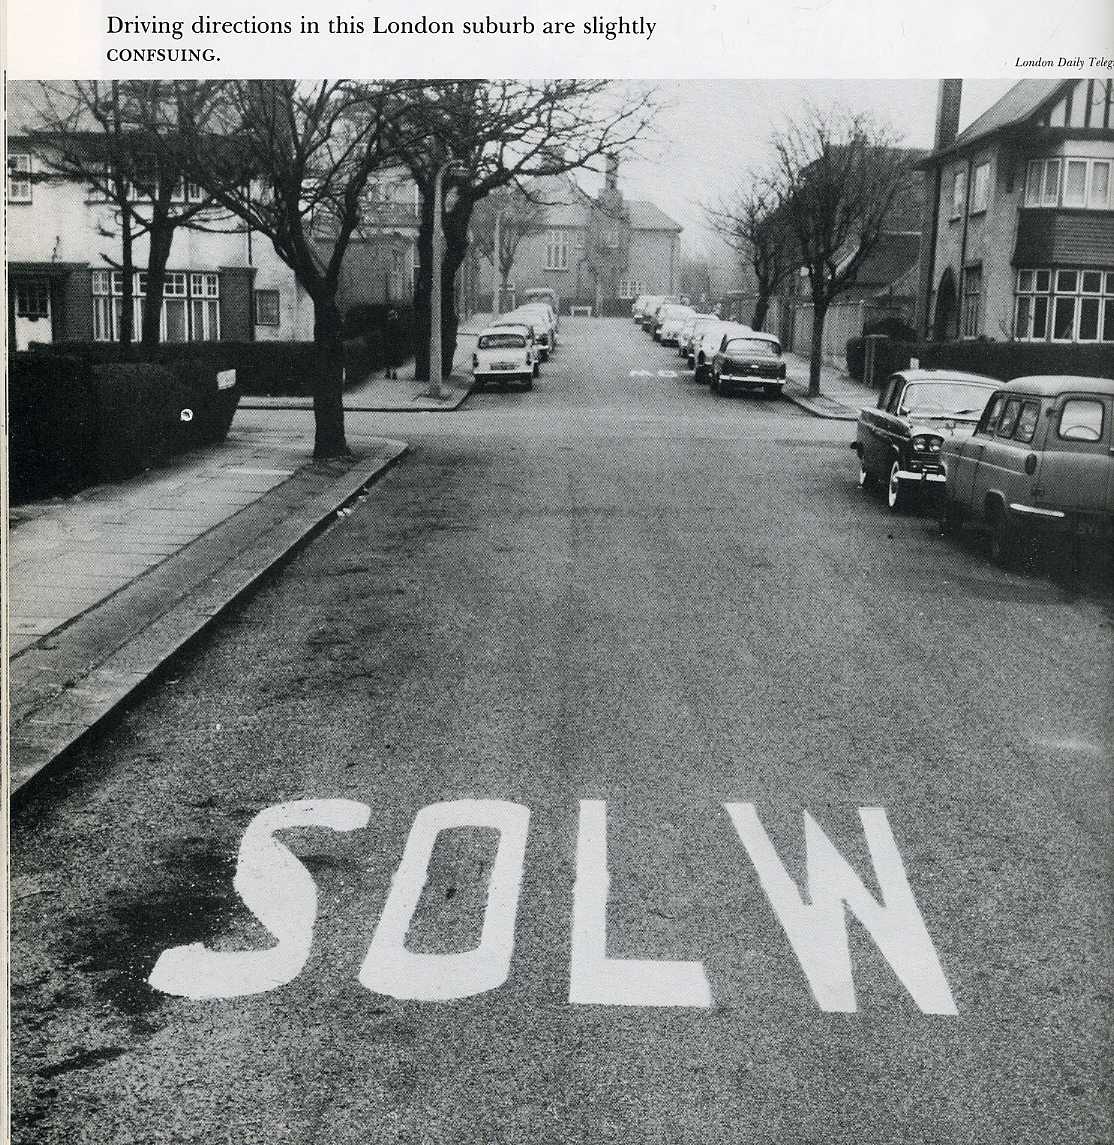 Driving directions in this London suburb are slightly
CONFSUING.
London Daily Teleg
SOLW